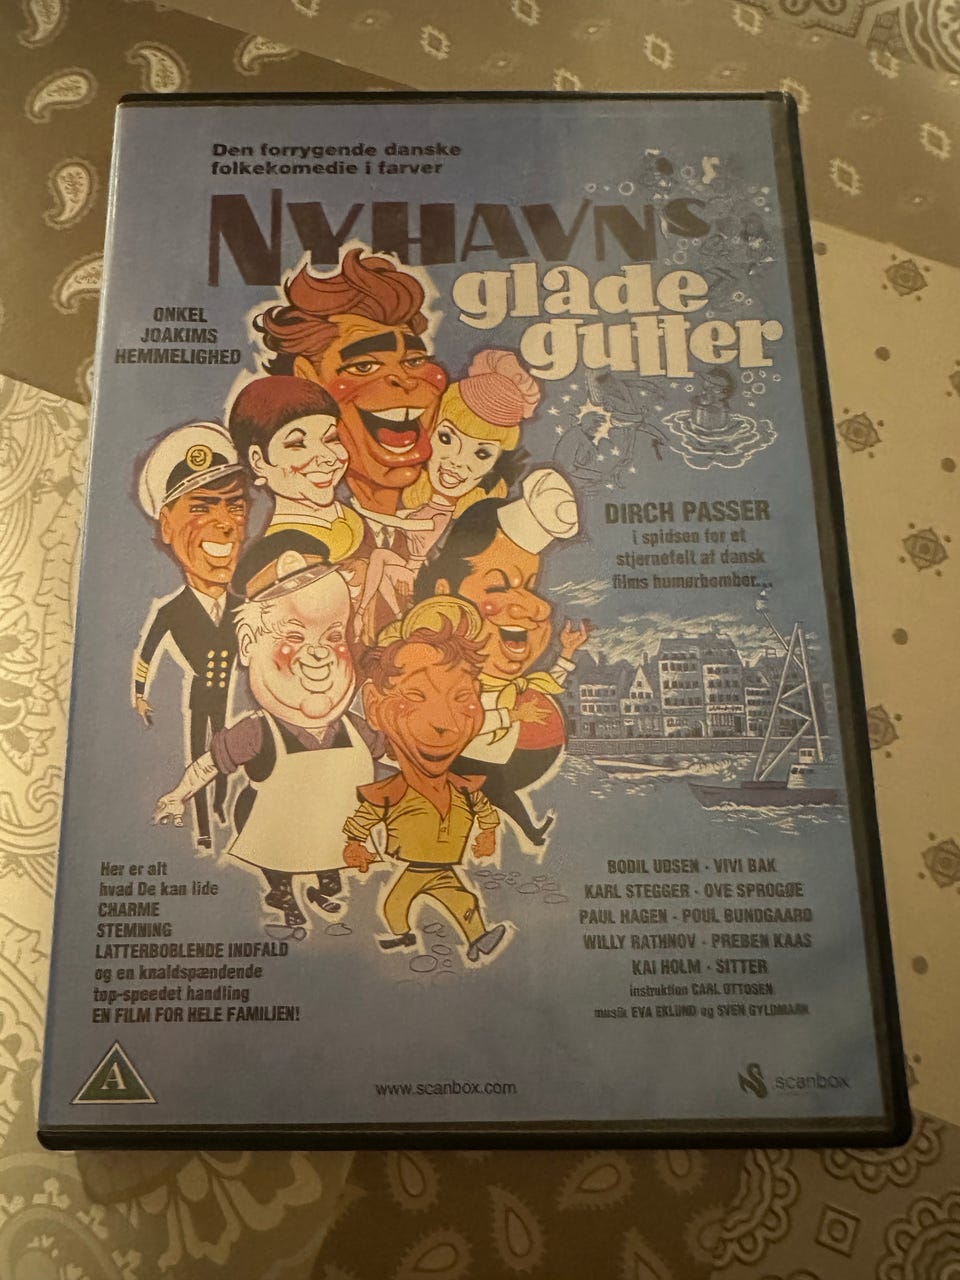 Den forrygende danske
folkekomedie i farver
NYHAVNS
glade
gutter
ONKEL
JOAKIMS
HEMMELIGHED
DIRCH PASSER
i spidsen for et
stjernefelt af dansk
films humørbomber...
Her er alt
hvad De kan lide
CHARME
STEMNING
LATTERBOBLENDE INDFALD
og en knaldspændende
top-speedet handling
EN FILM FOR HELE FAMILIEN!
BODIL UDSEN · VIVI BAK
KARL STEGGER · OVE SPROGØE
PAUL HAGEN · POUL BUNDGAARD
WILLY RATHNOV · PREBEN KAAS
KAI HOLM · SITTER
instruktion CARL OTTOSEN
musik EVA EKLUND og SVEN GYLDMARK
A
www.scanbox.com
scanbox